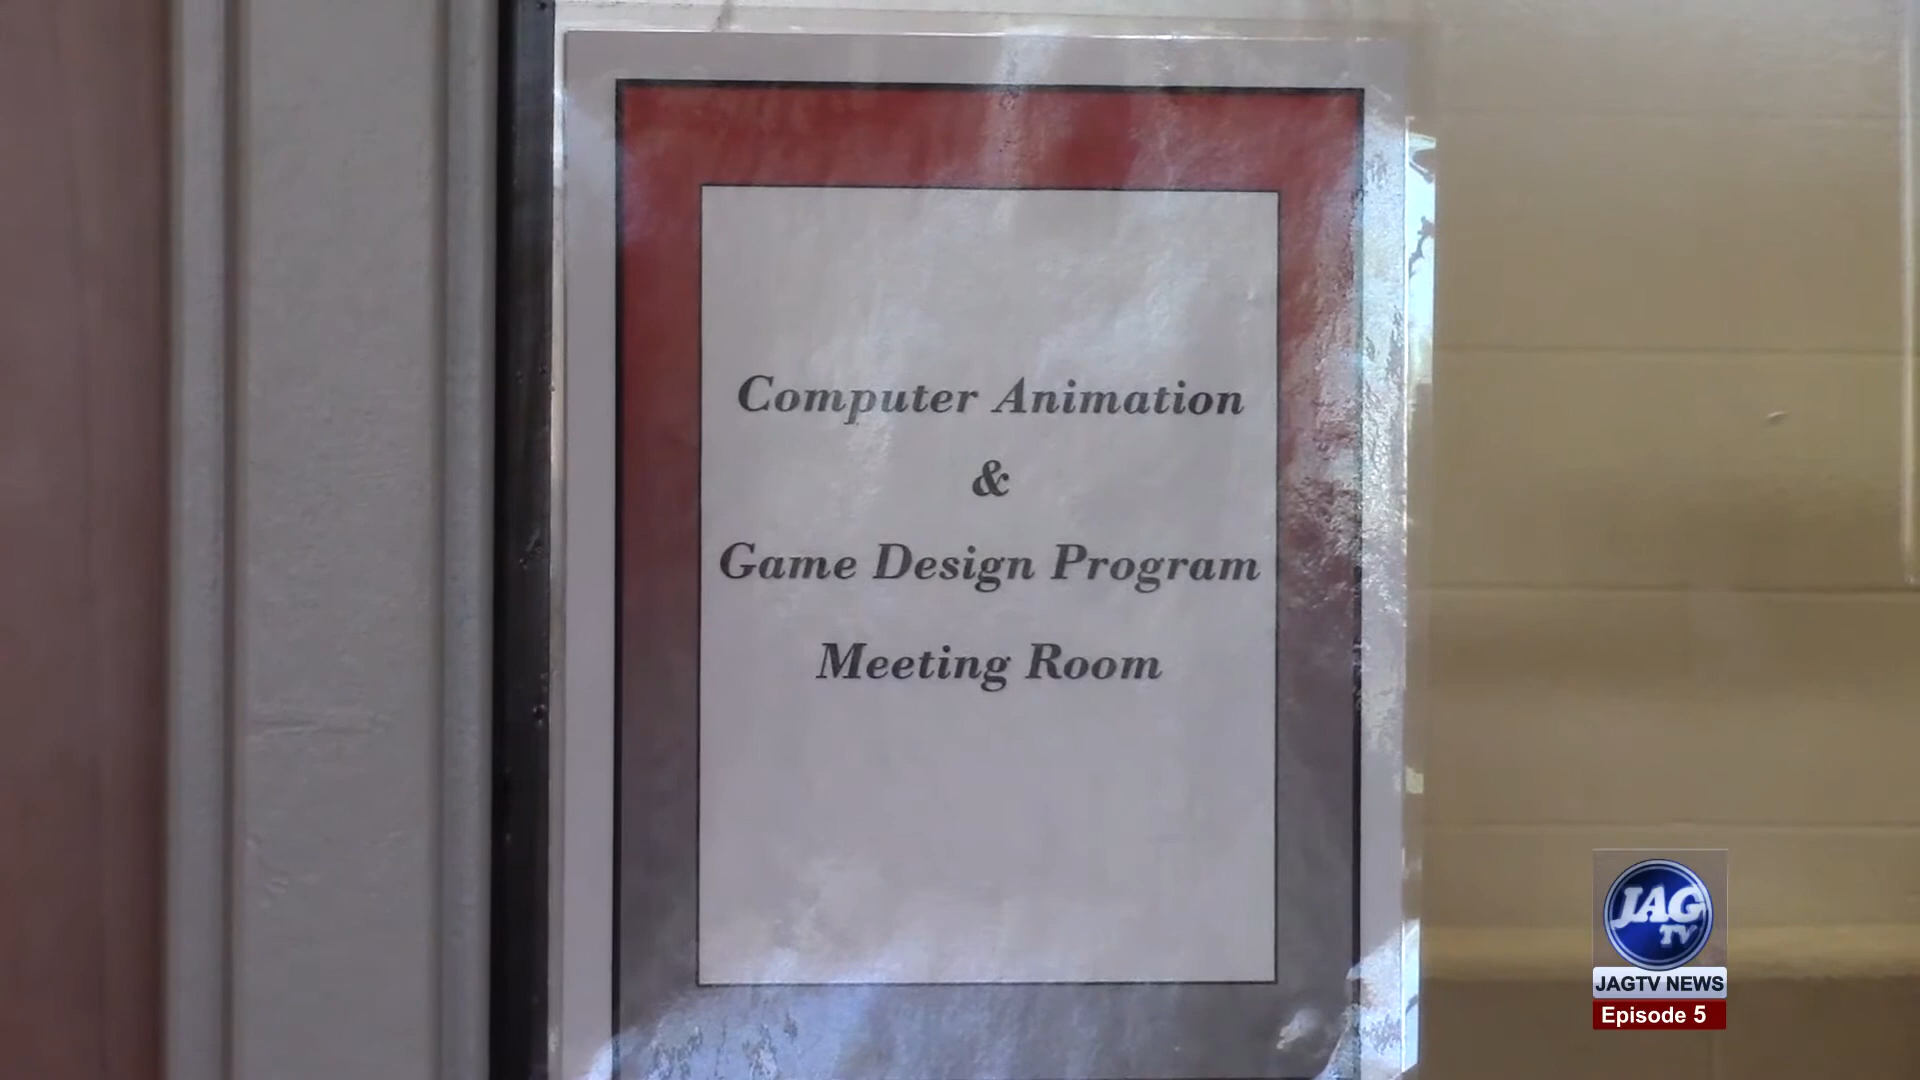 Computer Animation
&
Game Design Program
Meeting Room
JAG
TV
JAGTV NEWS
Episode 5